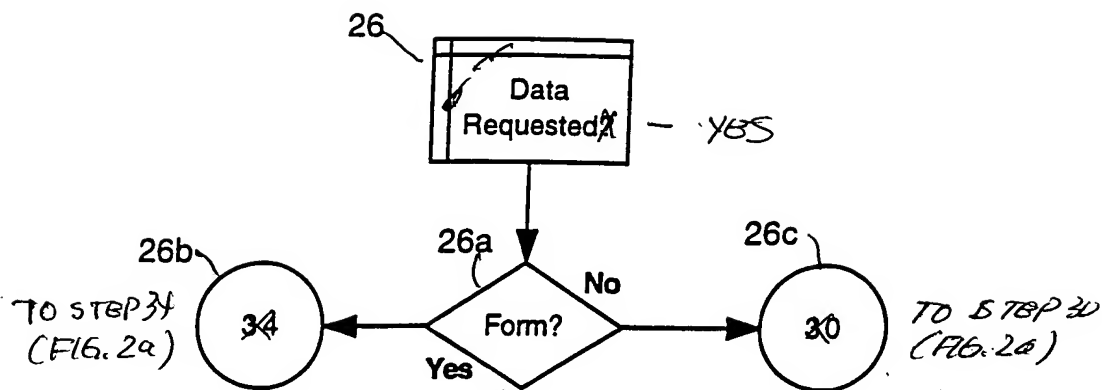 26
Data
Requested? — YES
26a
26b
26c
No
TO STEP 34
(FIG. 2a)
34
Form?
30
TO STEP 30
(FIG. 2a)
Yes